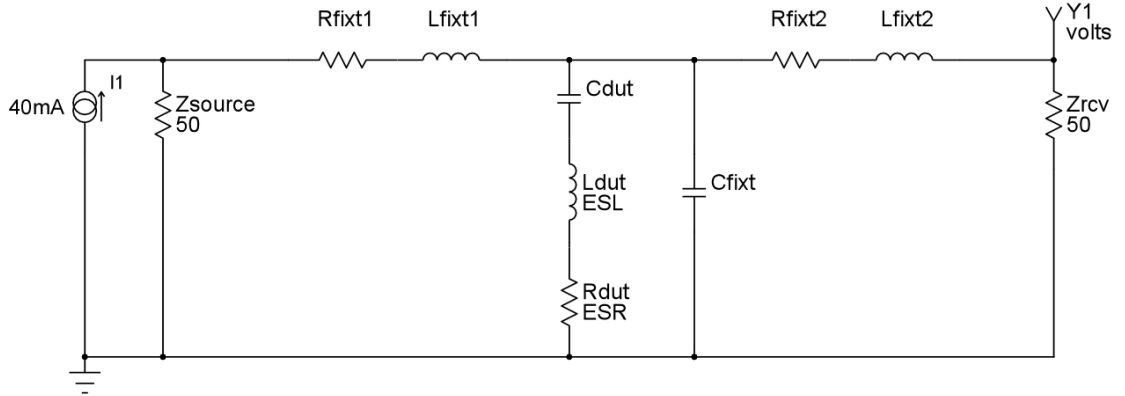 Rfixt1
Lfixt1
Rfixt2
Lfixt2
Y1
volts
40mA
I1
Zsource
50
Cdut
Zrcv
50
Ldut
ESL
Cfixt
Rdut
ESR